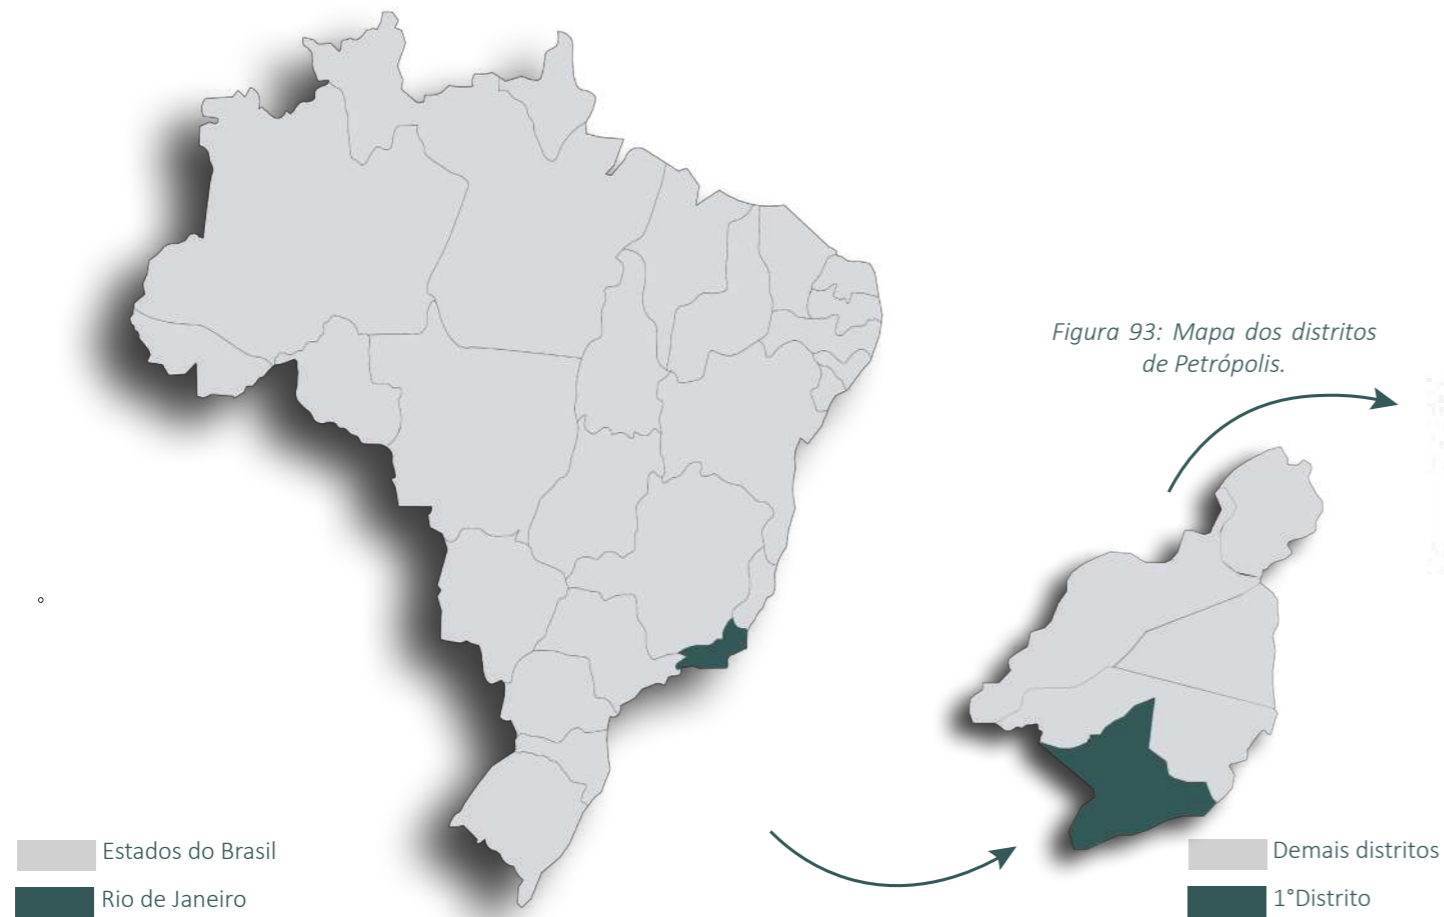 Figura 93: Mapa dos distritos
de Petrópolis.
Estados do Brasil
Rio de Janeiro
Demais distritos
1°Distrito